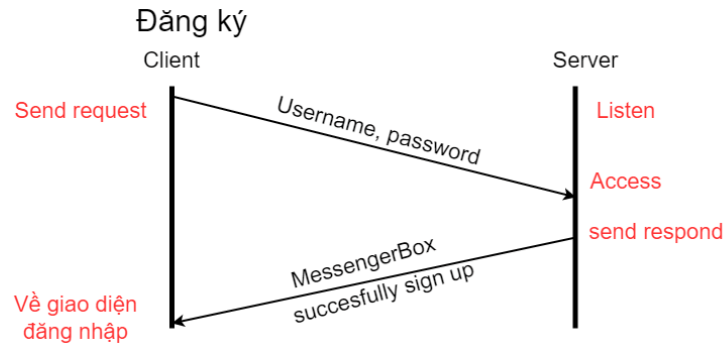 Đăng ký
Client
Server
Send request
Username, password
Listen
Access
send respond
MessengerBox
succesfully sign up
Về giao diện
đăng nhập